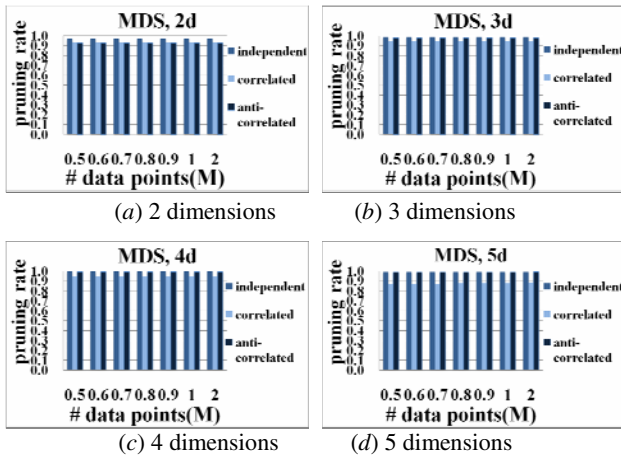 MDS, 2d
pruning rate
1.0
0.9
0.8
0.7
0.6
0.5
0.4
0.3
0.2
0.1
0.0
0.5 0.6 0.7 0.8 0.9 1 2
# data points(M)
independent
correlated
anti-
correlated
(a) 2 dimensions
MDS, 3d
pruning rate
1.0
0.9
0.8
0.7
0.6
0.5
0.4
0.3
0.2
0.1
0.0
0.5 0.6 0.7 0.8 0.9 1 2
# data points(M)
independent
correlated
anti-
correlated
(b) 3 dimensions
MDS, 4d
pruning rate
1.0
0.9
0.8
0.7
0.6
0.5
0.4
0.3
0.2
0.1
0.0
0.5 0.6 0.7 0.8 0.9 1 2
# data points(M)
independent
correlated
anti-
correlated
(c) 4 dimensions
MDS, 5d
pruning rate
1.0
0.9
0.8
0.7
0.6
0.5
0.4
0.3
0.2
0.1
0.0
0.5 0.6 0.7 0.8 0.9 1 2
# data points(M)
independent
correlated
anti-
correlated
(d) 5 dimensions